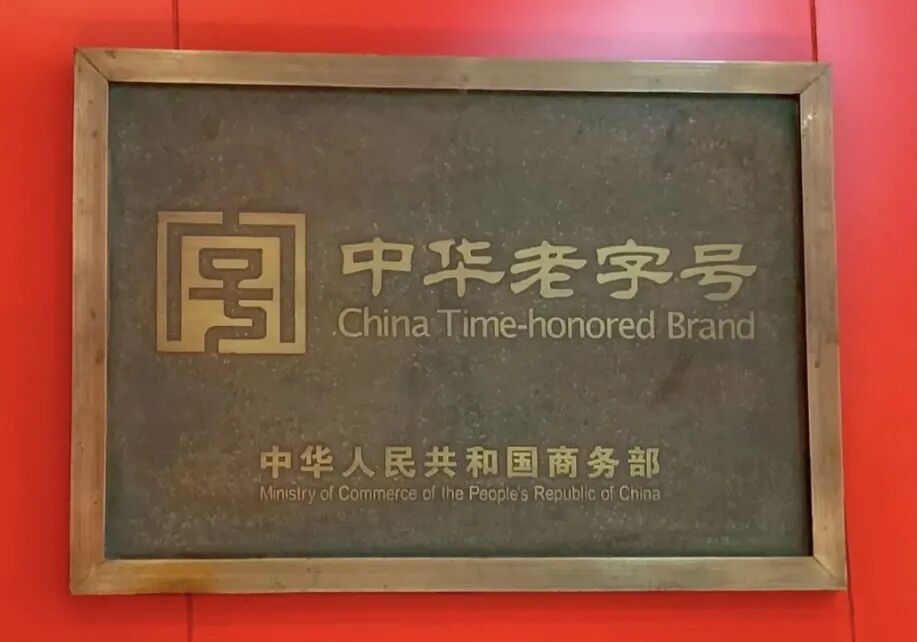 号
中华老字号
China Time-honored Brand
中华人民共和国商务部
Ministry of Commerce of the People's Republic of China